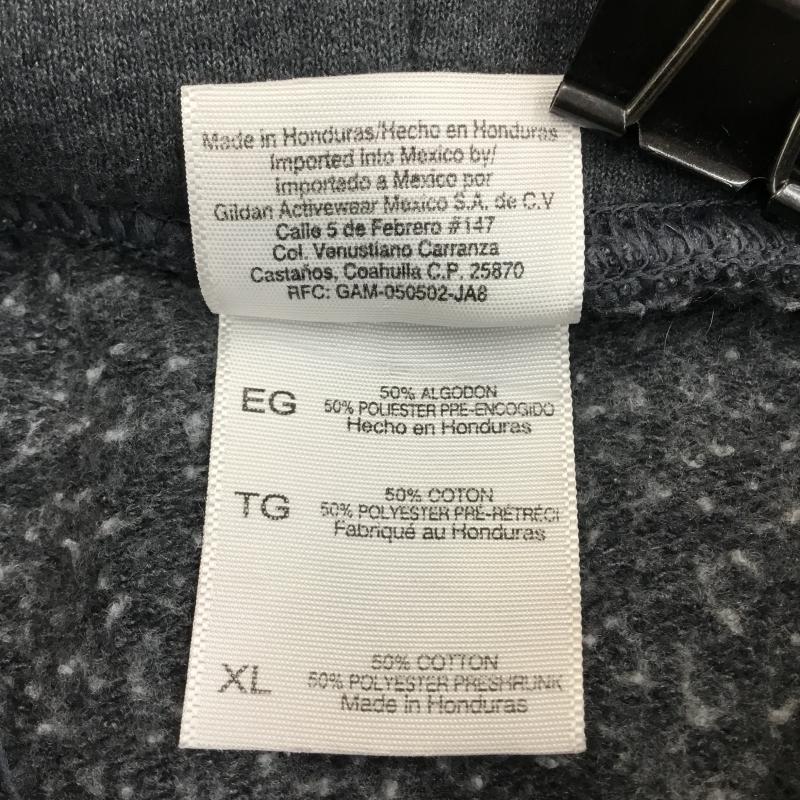 Made in Honduras/Hecho en Honduras
Imported into Mexico by/
Importado a Mexico por
Gildan Activewear Mexico S.A. de C.V
Calle 5 de Febrero #147
Col. Venustiano Carranza
Castaños, Coahuila C.P. 25870
RFC: GAM-050502-JA8
EG
50% ALGODON
50% POLIESTER PRE-ENCOGIDO
Hecho en Honduras
TG
50% COTON
50% POLYESTER PRÉ-RÉTRÉCI
Fabriqué au Honduras
XL
50% COTTON
50% POLYESTER PRESHRUNK
Made in Honduras